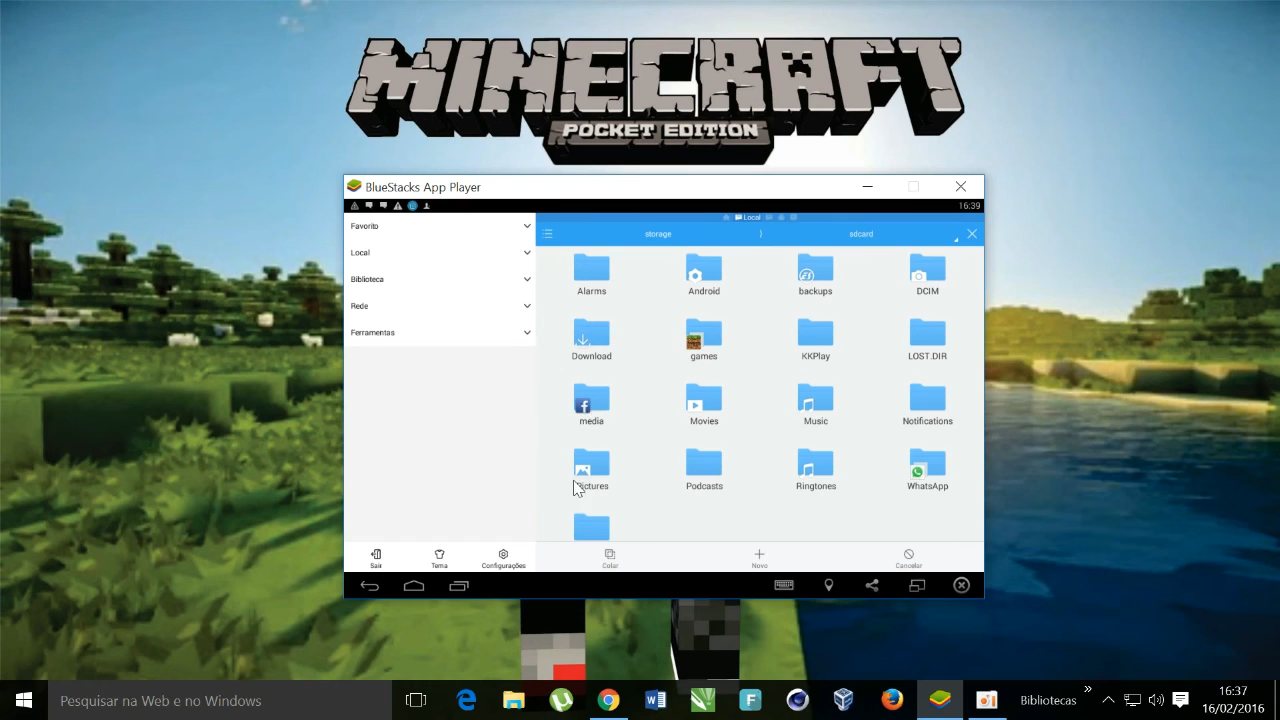 MINECRAFT
POCKET EDITION
BlueStacks App Player
16:39
Favorito
Local
Biblioteca
Rede
Ferramentas
Local
storage
sdcard
Alarms
Android
backups
DCIM
Download
games
KKPlay
LOST.DIR
media
Movies
Music
Notifications
Pictures
Podcasts
Ringtones
WhatsApp
Sair
Tema
Configurações
Colar
Novo
Cancelar
Pesquisar na Web e no Windows
Bibliotecas
16:37
16/02/2016